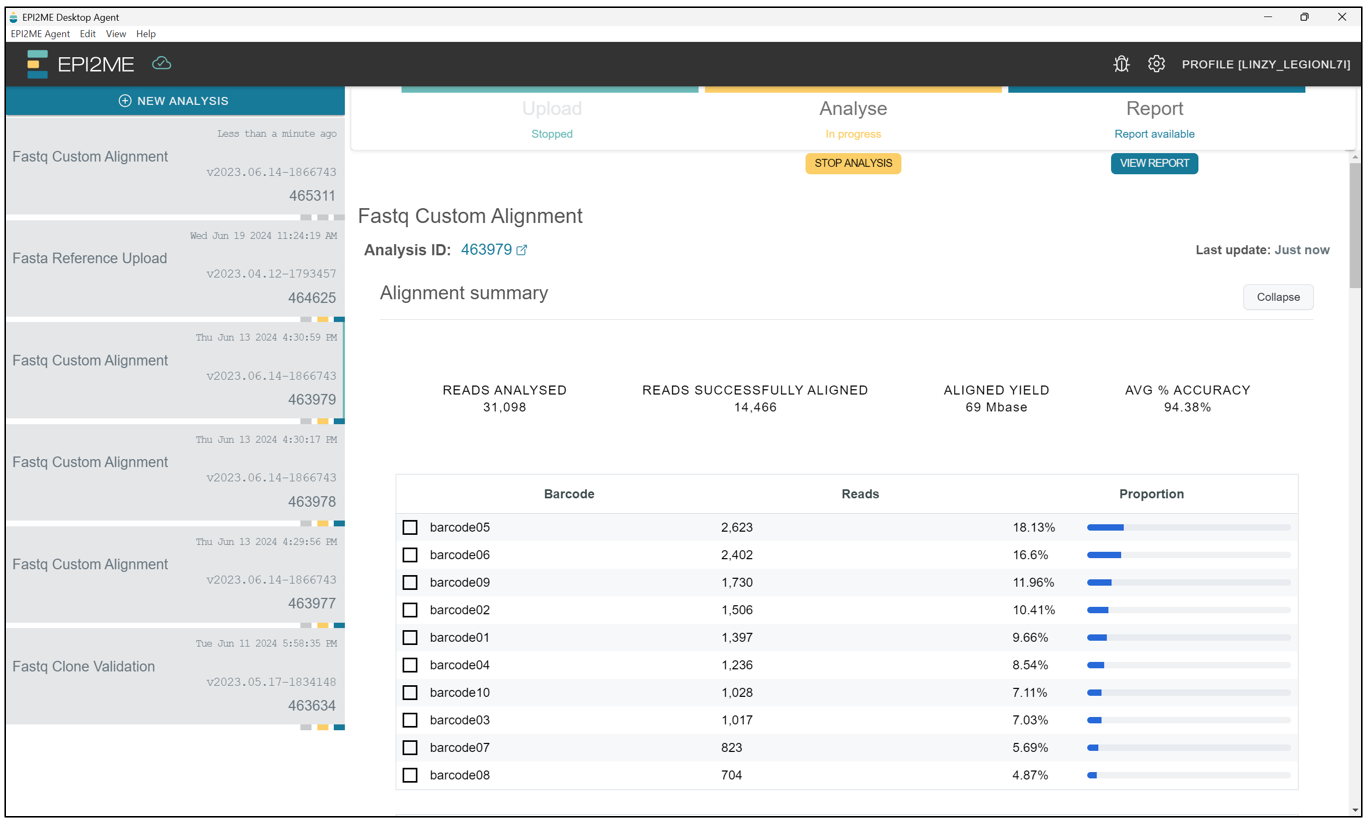 EPI2ME Desktop Agent
EPI2ME Agent Edit View Help
EPI2ME
PROFILE [LINZY_LEGIONL7I]
NEW ANALYSIS
Less than a minute ago
Fastq Custom Alignment
v2023.06.14-1866743
465311
Wed Jun 19 2024 11:24:19 AM
Fasta Reference Upload
v2023.04.12-1793457
464625
Thu Jun 13 2024 4:30:59 PM
Fastq Custom Alignment
v2023.06.14-1866743
463979
Thu Jun 13 2024 4:30:17 PM
Fastq Custom Alignment
v2023.06.14-1866743
463978
Thu Jun 13 2024 4:29:56 PM
Fastq Custom Alignment
v2023.06.14-1866743
463977
Tue Jun 11 2024 5:58:35 PM
Fastq Clone Validation
v2023.05.17-1834148
463634
Upload Analyse Report
Stopped In progress Report available
STOP ANALYSIS VIEW REPORT
Fastq Custom Alignment
Analysis ID: 463979 Last update: Just now
Alignment summary Collapse
READS ANALYSED READS SUCCESSFULLY ALIGNED ALIGNED YIELD AVG % ACCURACY
31,098 14,466 69 Mbase 94.38%
Barcode Reads Proportion
barcode05 2,623 18.13%
barcode06 2,402 16.6%
barcode09 1,730 11.96%
barcode02 1,506 10.41%
barcode01 1,397 9.66%
barcode04 1,236 8.54%
barcode10 1,028 7.11%
barcode03 1,017 7.03%
barcode07 823 5.69%
barcode08 704 4.87%